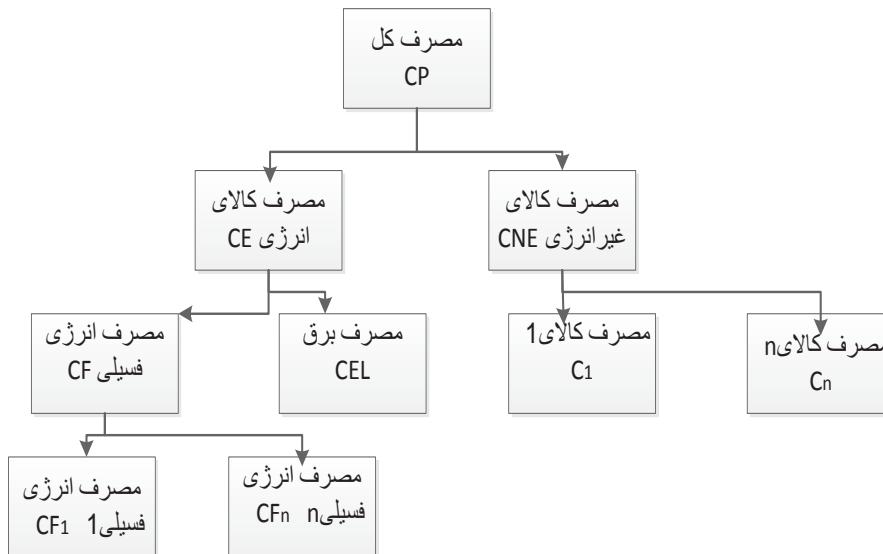 مصرف کل
CP
مصرف کالای
انرژی CE
مصرف کالای
غیرانرژی CNE
مصرف انرژی
فسیلی CF
مصرف برق
CEL
مصرف کالای1
C1
مصرف کالایn
Cn
مصرف انرژی
فسیلی1 CF1
مصرف انرژی
فسیلیn CFn